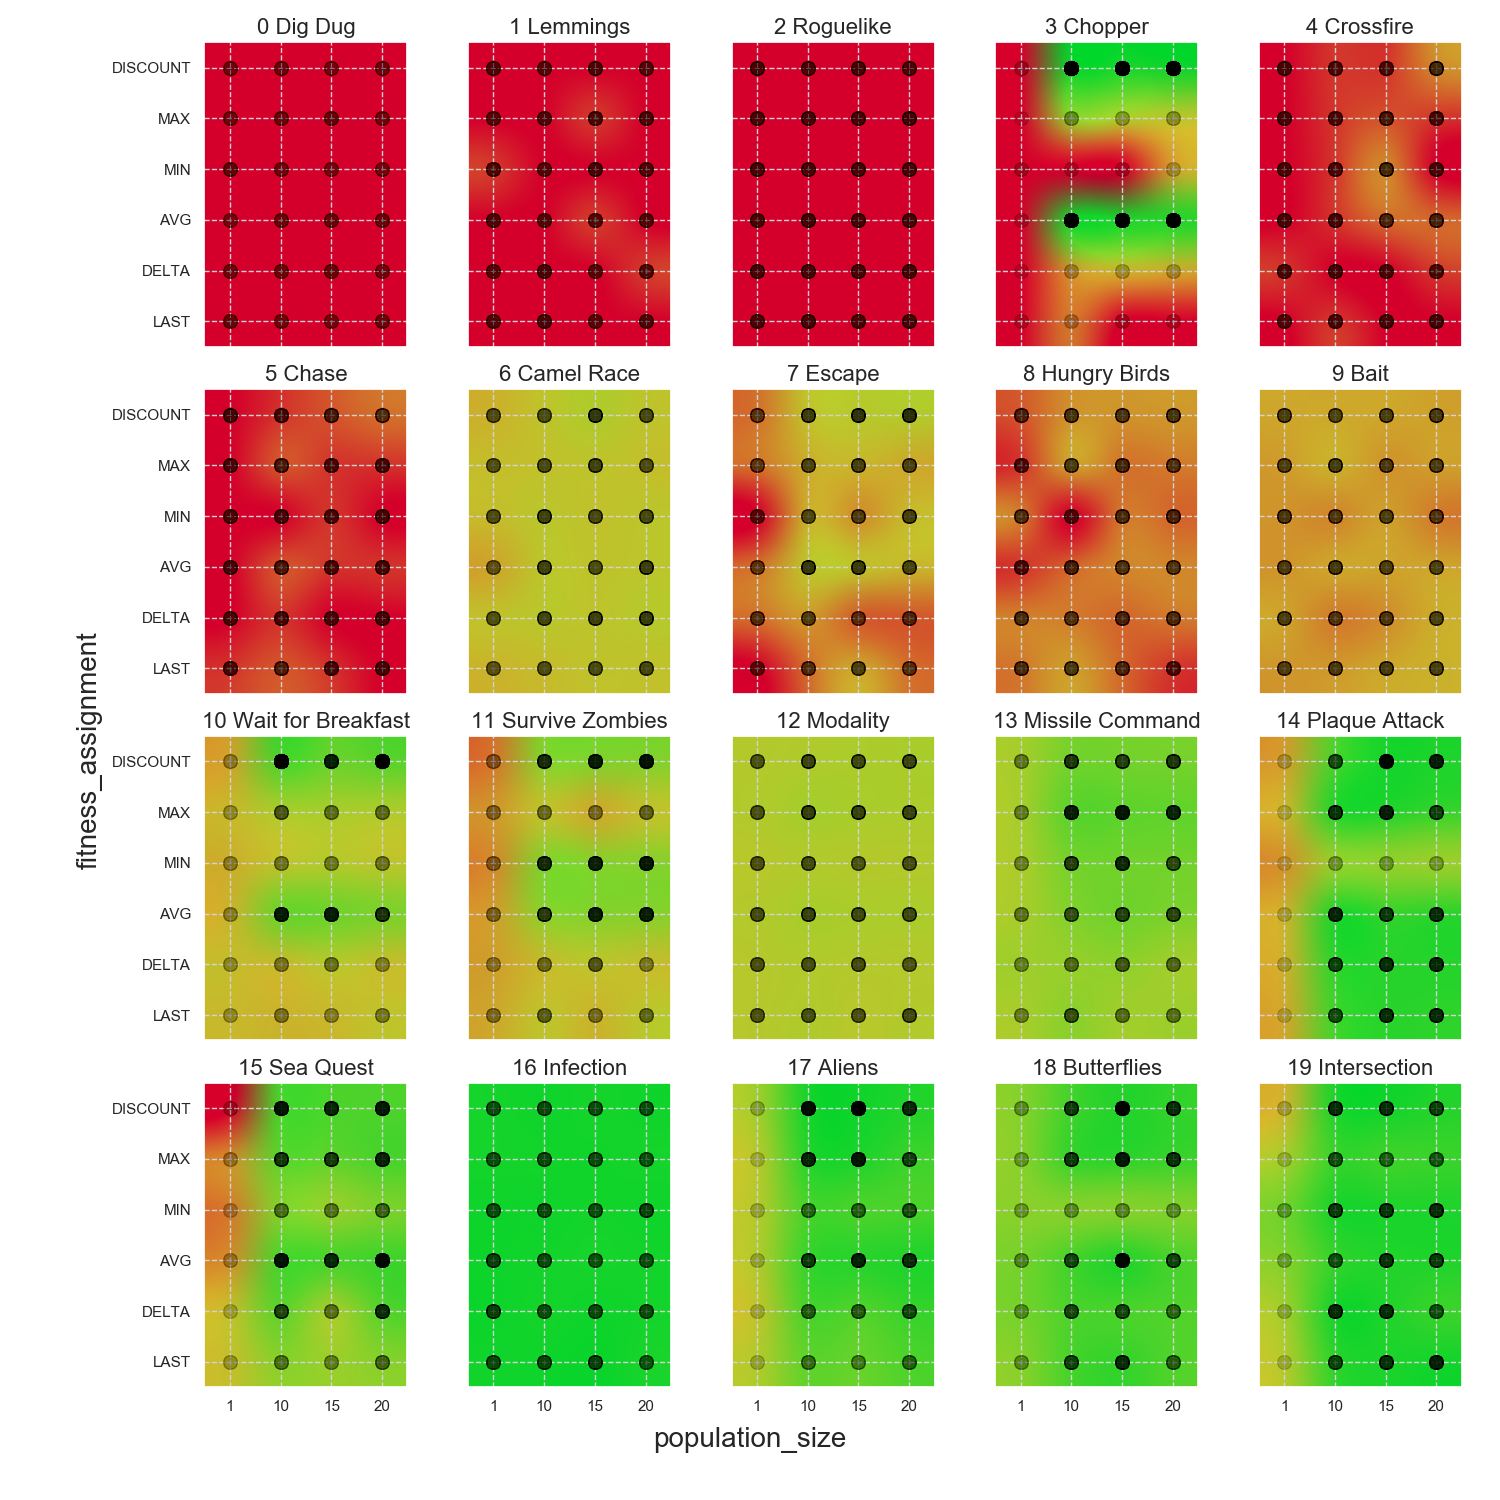 0 Dig Dug
1 Lemmings
2 Roguelike
3 Chopper
4 Crossfire
DISCOUNT
MAX
MIN
AVG
DELTA
LAST
5 Chase
6 Camel Race
7 Escape
8 Hungry Birds
9 Bait
DISCOUNT
MAX
MIN
AVG
DELTA
LAST
fitness_assignment
10 Wait for Breakfast
11 Survive Zombies
12 Modality
13 Missile Command
14 Plaque Attack
DISCOUNT
MAX
MIN
AVG
DELTA
LAST
15 Sea Quest
16 Infection
17 Aliens
18 Butterflies
19 Intersection
DISCOUNT
MAX
MIN
AVG
DELTA
LAST
1 10 15 20
1 10 15 20
1 10 15 20
1 10 15 20
1 10 15 20
population_size